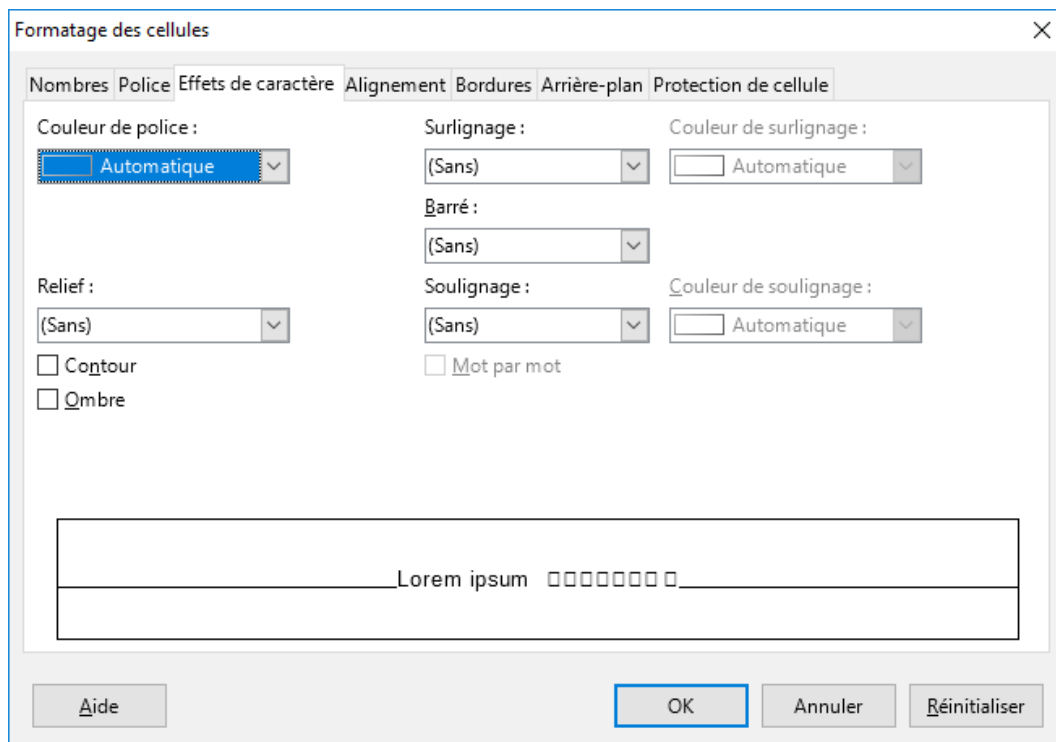 Formatage des cellules
Nombres Police Effets de caractère Alignement Bordures Arrière-plan Protection de cellule
Couleur de police : Surlignage : Couleur de surlignage :
Automatique (Sans) Automatique
Barré :
(Sans)
Relief : Soulignage : Couleur de soulignage :
(Sans) (Sans) Automatique
Contour Mot par mot
Ombre
Lorem ipsum
Aide OK Annuler Réinitialiser